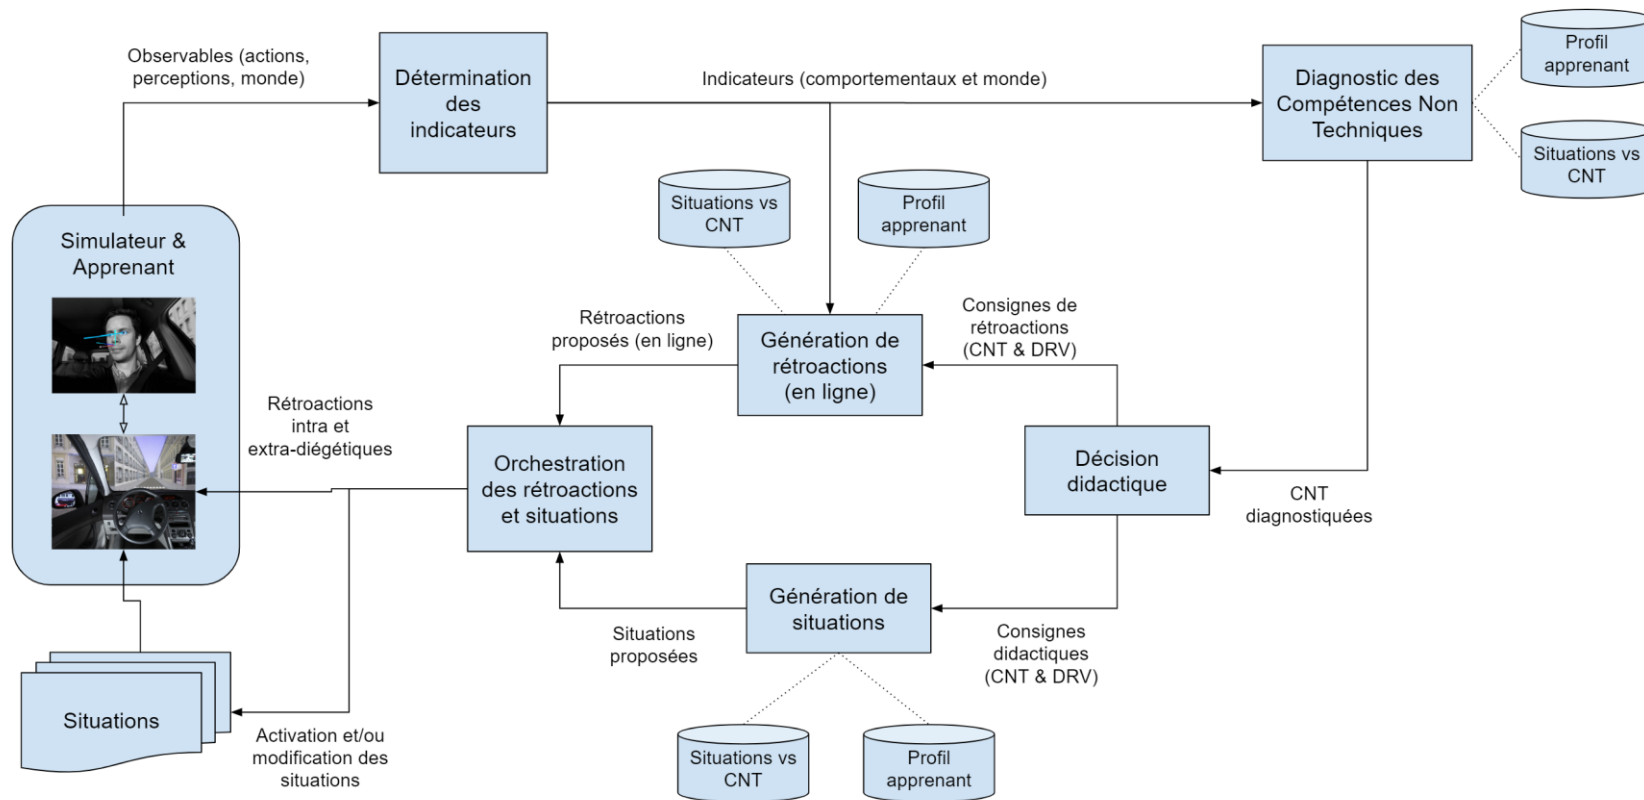 Observables (actions,
perceptions, monde)
Détermination
des
indicateurs
Indicateurs (comportementaux et monde)
Diagnostic des
Compétences Non
Techniques
Profil
apprenant
Situations vs
CNT
Situations vs
CNT
Profil
apprenant
Simulateur &
Apprenant
Rétroactions
proposés (en ligne)
Génération de
rétroactions
(en ligne)
Consignes de
rétroactions
(CNT & DRV)
Rétroactions
intra et
extra-diégétiques
Orchestration
des rétroactions
et situations
Décision
didactique
CNT
diagnostiquées
Génération de
situations
Situations
proposées
Consignes
didactiques
(CNT & DRV)
Situations
Activation et/ou
modification des
situations
Situations vs
CNT
Profil
apprenant